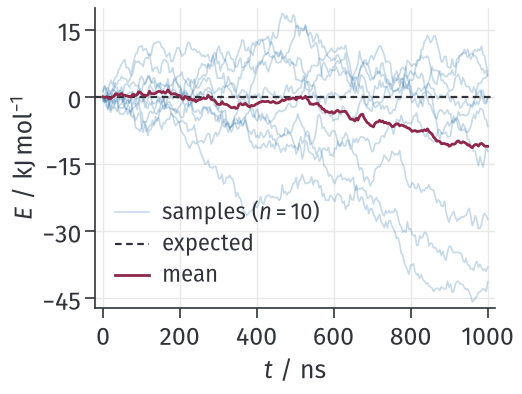 15
0
−15
−30
−45
E / kJ mol⁻¹
samples (n = 10)
expected
mean
0 200 400 600 800 1000
t / ns